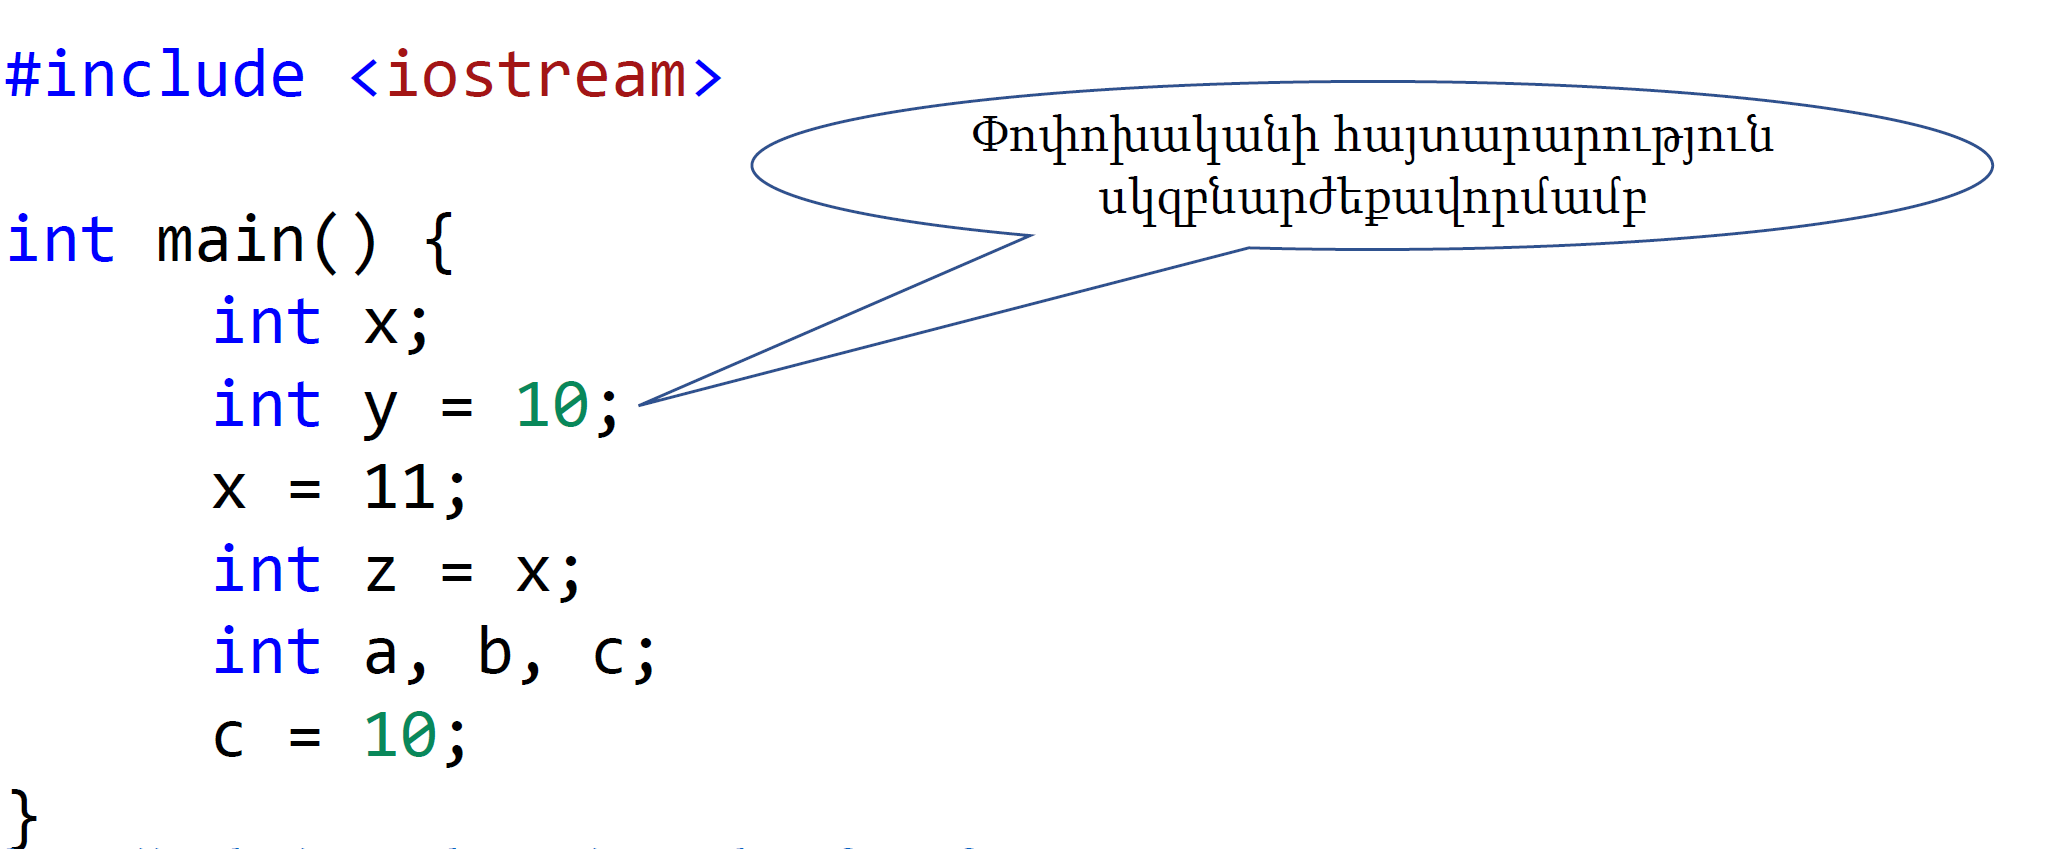 #include <iostream>
Փոփոխականի հայտարարություն
սկզբնարժեքավորմամբ
int main() {
int x;
int y = 10;
x = 11;
int z = x;
int a, b, c;
c = 10;
}